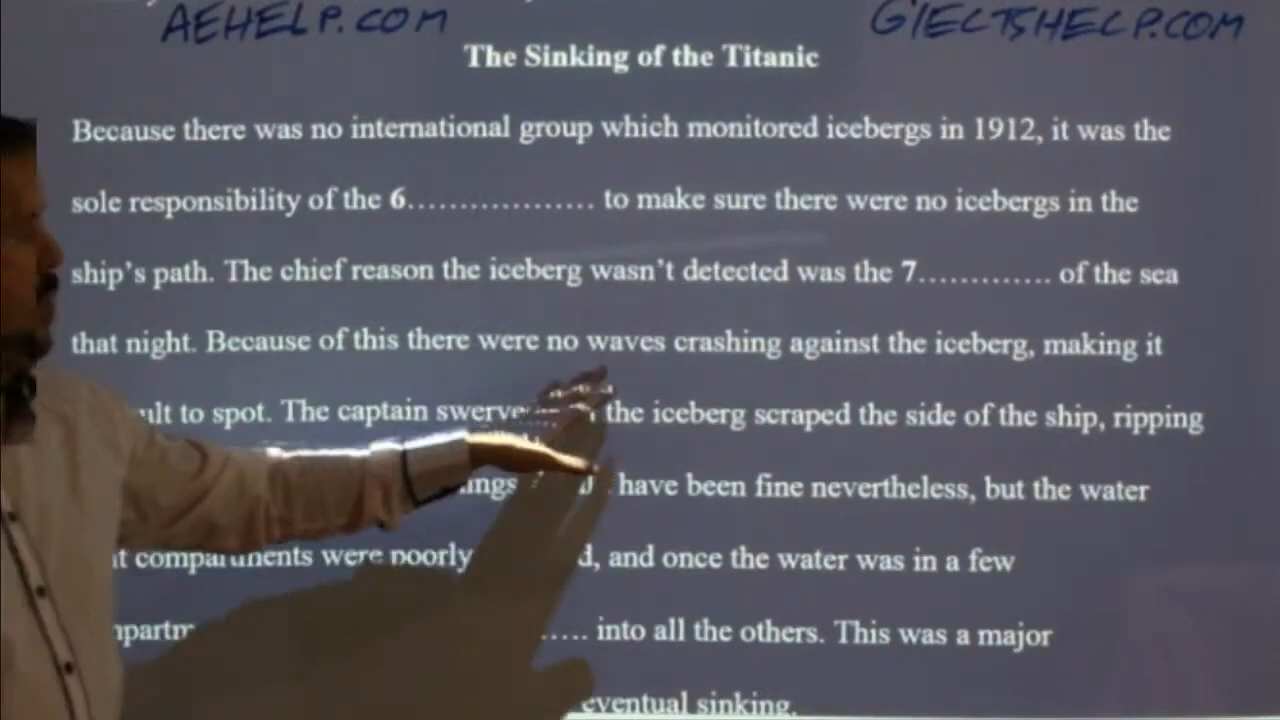 AEHELP.COM
GIELTSHELP.COM
The Sinking of the Titanic
Because there was no international group which monitored icebergs in 1912, it was the
sole responsibility of the 6.................. to make sure there were no icebergs in the
ship's path. The chief reason the iceberg wasn't detected was the 7............. of the sea
that night. Because of this there were no waves crashing against the iceberg, making it
to spot. The captain the iceberg scraped the side of the ship, ripping
have been fine nevertheless, but the water
were poorly and once the water was in a few
..... into all the others. This was a major
eventual sinking.